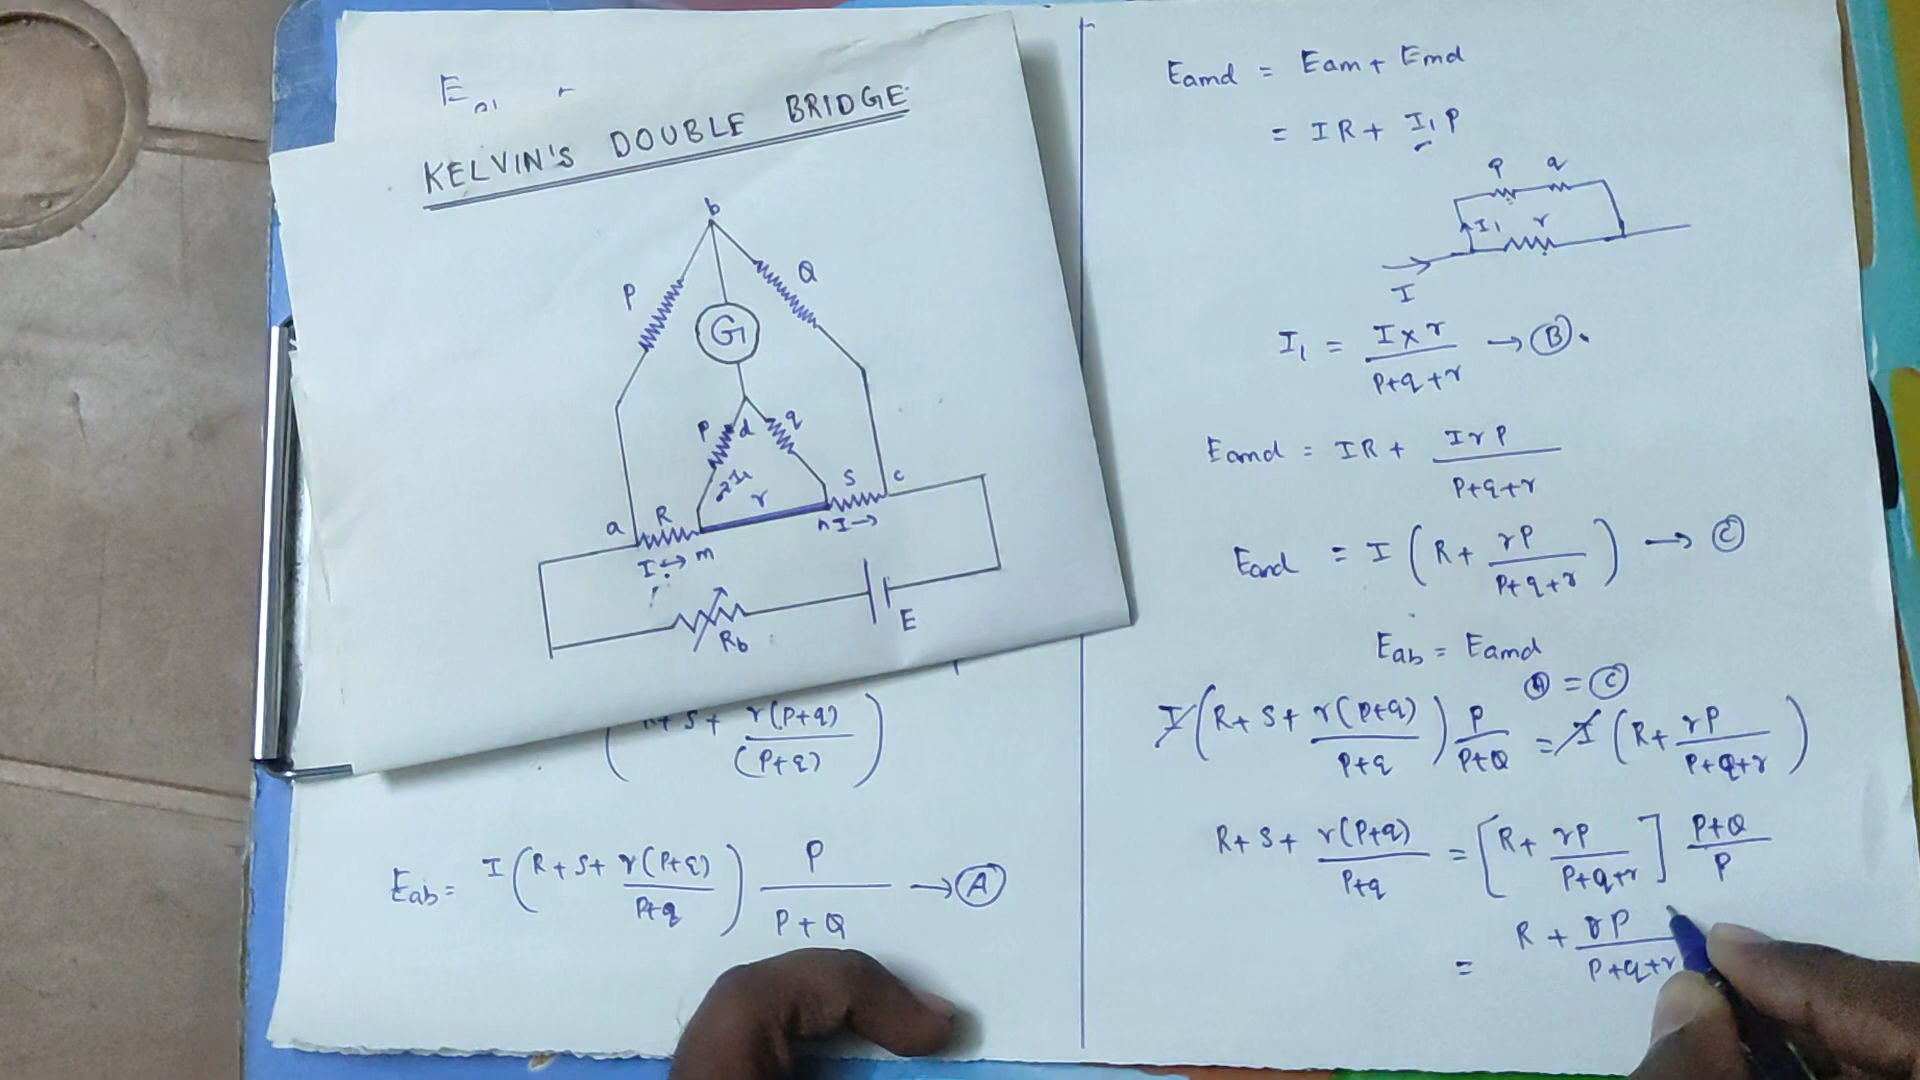 KELVIN'S DOUBLE BRIDGE
b
P
Q
G
p d q
I1
r
a R
S c
I → m
n I →
Rb
E
R + S + r(p+q)
(p+q)
Eab = I (R + S + r(p+q) / p+q) P / P + Q → (A)
Eamd = Eam + Emd
= IR + I1 p
p q
I1 r
I
I1 = I × r / p+q+r → (B).
Eamd = IR + I r p / p+q+r
Eamd = I (R + rp / p+q+r) → (C)
Eab = Eamd
(A) = (C)
I (R + S + r(p+q) / p+q) P / P+Q = I (R + rp / p+q+r)
R + S + r(p+q) / p+q = [R + rp / p+q+r] P+Q / P
= R + rp / p+q+r